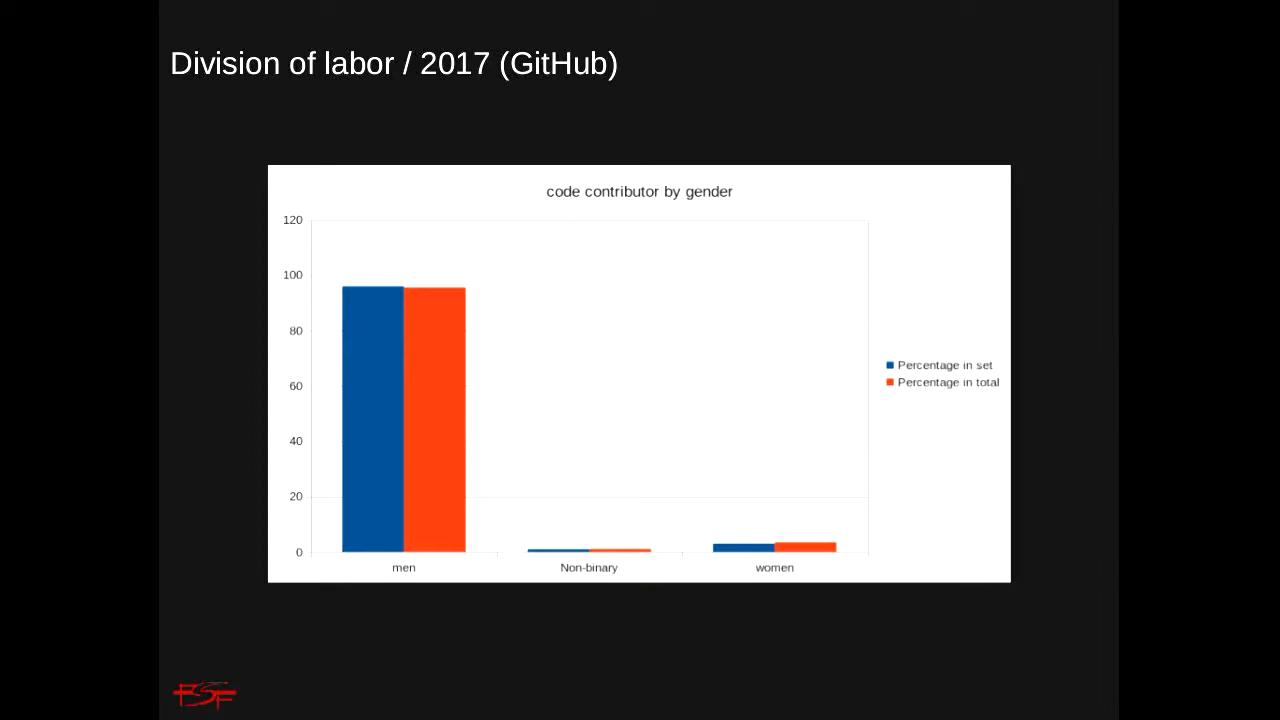 Division of labor / 2017 (GitHub)
code contributor by gender
120
100
80
60
40
20
0
men
Non-binary
women
Percentage in set
Percentage in total
FSF